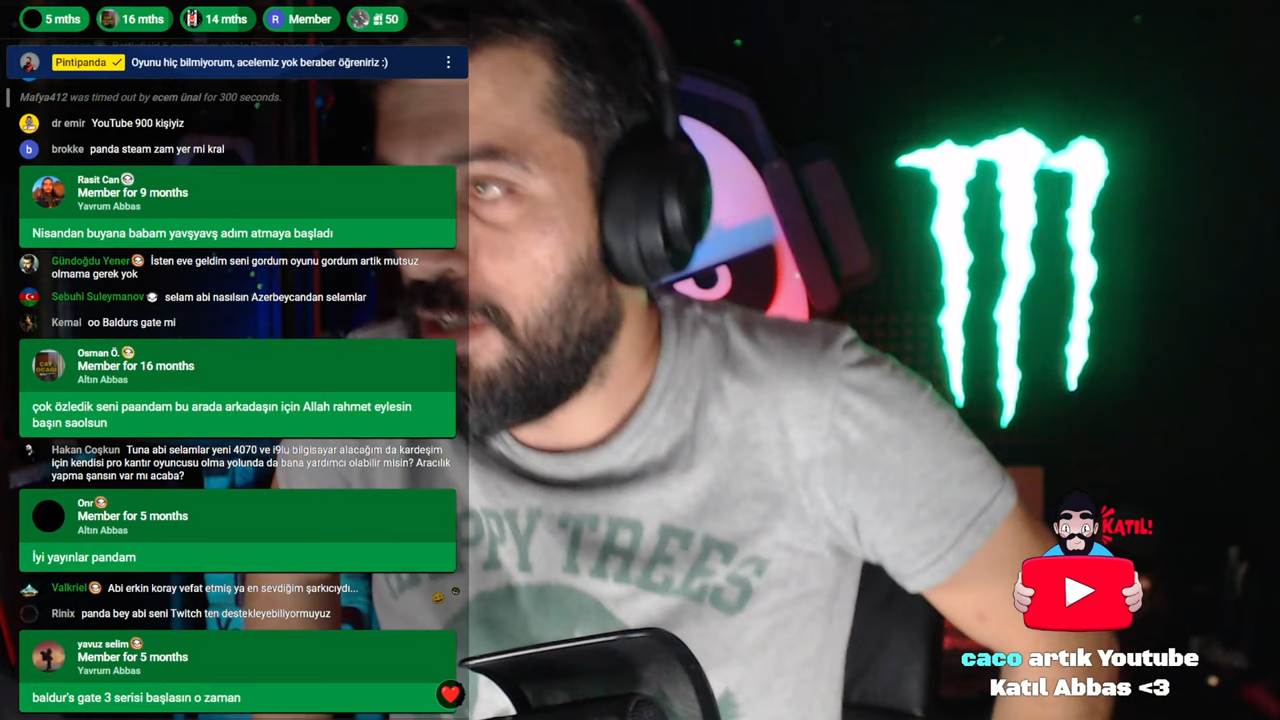 5 mths
16 mths
14 mths
R Member
50
Pintipanda Oyunu hiç bilmiyorum, acelemiz yok beraber öğreniriz :)
Mafya412 was timed out by ecem ünal for 300 seconds.
dr emir YouTube 900 kişiyiz
b brokke panda steam zam yer mi kral
Rasit Can
Member for 9 months
Yavrum Abbas
Nisandan buyana babam yavşyavş adım atmaya başladı
Gündoğdu Yener İsten eve geldim seni gordum oyunu gordum artik mutsuz
olmama gerek yok
Sebuhi Suleymanov selam abi nasılsın Azerbeycandan selamlar
Kemal oo Baldurs gate mi
Osman Ö.
Member for 16 months
Altın Abbas
çok özledik seni paandam bu arada arkadaşın için Allah rahmet eylesin
başın saolsun
Hakan Coşkun Tuna abi selamlar yeni 4070 ve i9lu bilgisayar alacağım da kardeşim
için kendisi pro kantır oyuncusu olma yolunda da bana yardımcı olabilir misin? Aracılık
yapma şansın var mı acaba?
Onr
Member for 5 months
Altın Abbas
İyi yayınlar pandam
Valkriel Abi erkin koray vefat etmiş ya en sevdiğim şarkıcıydı...
Rinix panda bey abi seni Twitch ten destekleyebiliyormuyuz
yavuz selim
Member for 5 months
Yavrum Abbas
baldur's gate 3 serisi başlasın o zaman
PPY TREES
KATIL!
caco artık Youtube
Katıl Abbas <3